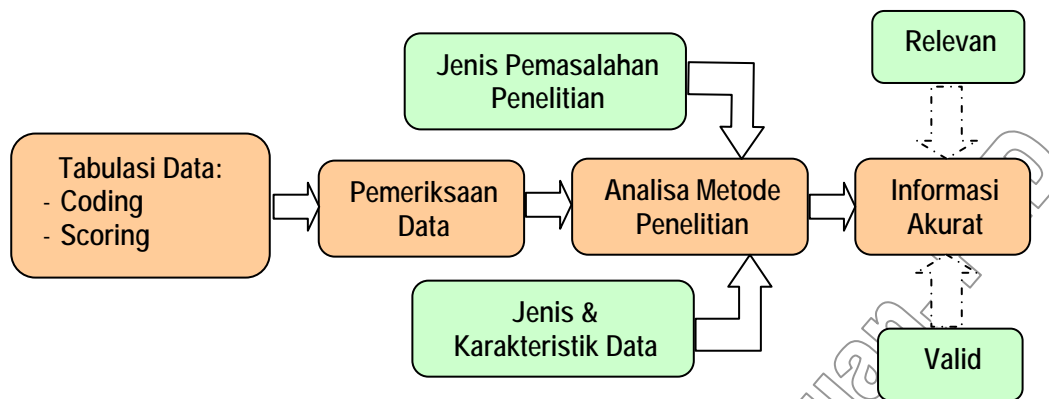 Relevan
Jenis Pemasalahan
Penelitian
Tabulasi Data:
- Coding
- Scoring
Pemeriksaan
Data
Analisa Metode
Penelitian
Informasi
Akurat
Jenis &
Karakteristik Data
Valid